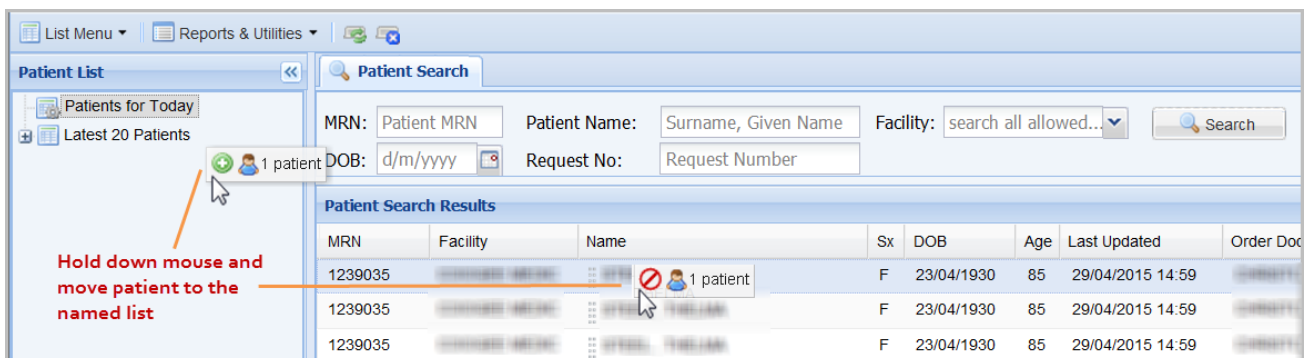 List Menu Reports & Utilities
Patient List
Patients for Today
Latest 20 Patients
1 patient
Hold down mouse and
move patient to the
named list
Patient Search
MRN: Patient MRN Patient Name: Surname, Given Name Facility: search all allowed... Search
DOB: d/m/yyyy Request No: Request Number
Patient Search Results
MRN Facility Name Sx DOB Age Last Updated Order Doc
1239035 1 patient F 23/04/1930 85 29/04/2015 14:59
1239035 F 23/04/1930 85 29/04/2015 14:59
1239035 F 23/04/1930 85 29/04/2015 14:59